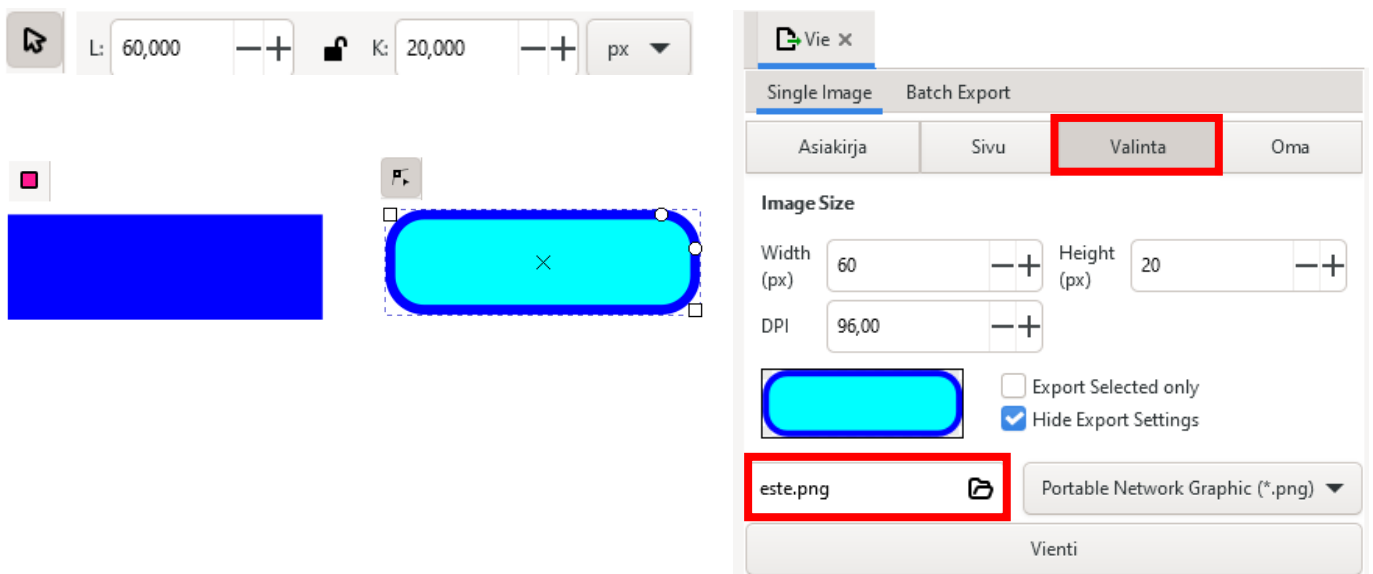 L: 60,000 K: 20,000 px
Vie
Single Image Batch Export
Asiakirja Sivu Valinta Oma
Image Size
Width (px) 60 Height (px) 20
DPI 96,00
Export Selected only
Hide Export Settings
este.png Portable Network Graphic (*.png)
Vienti